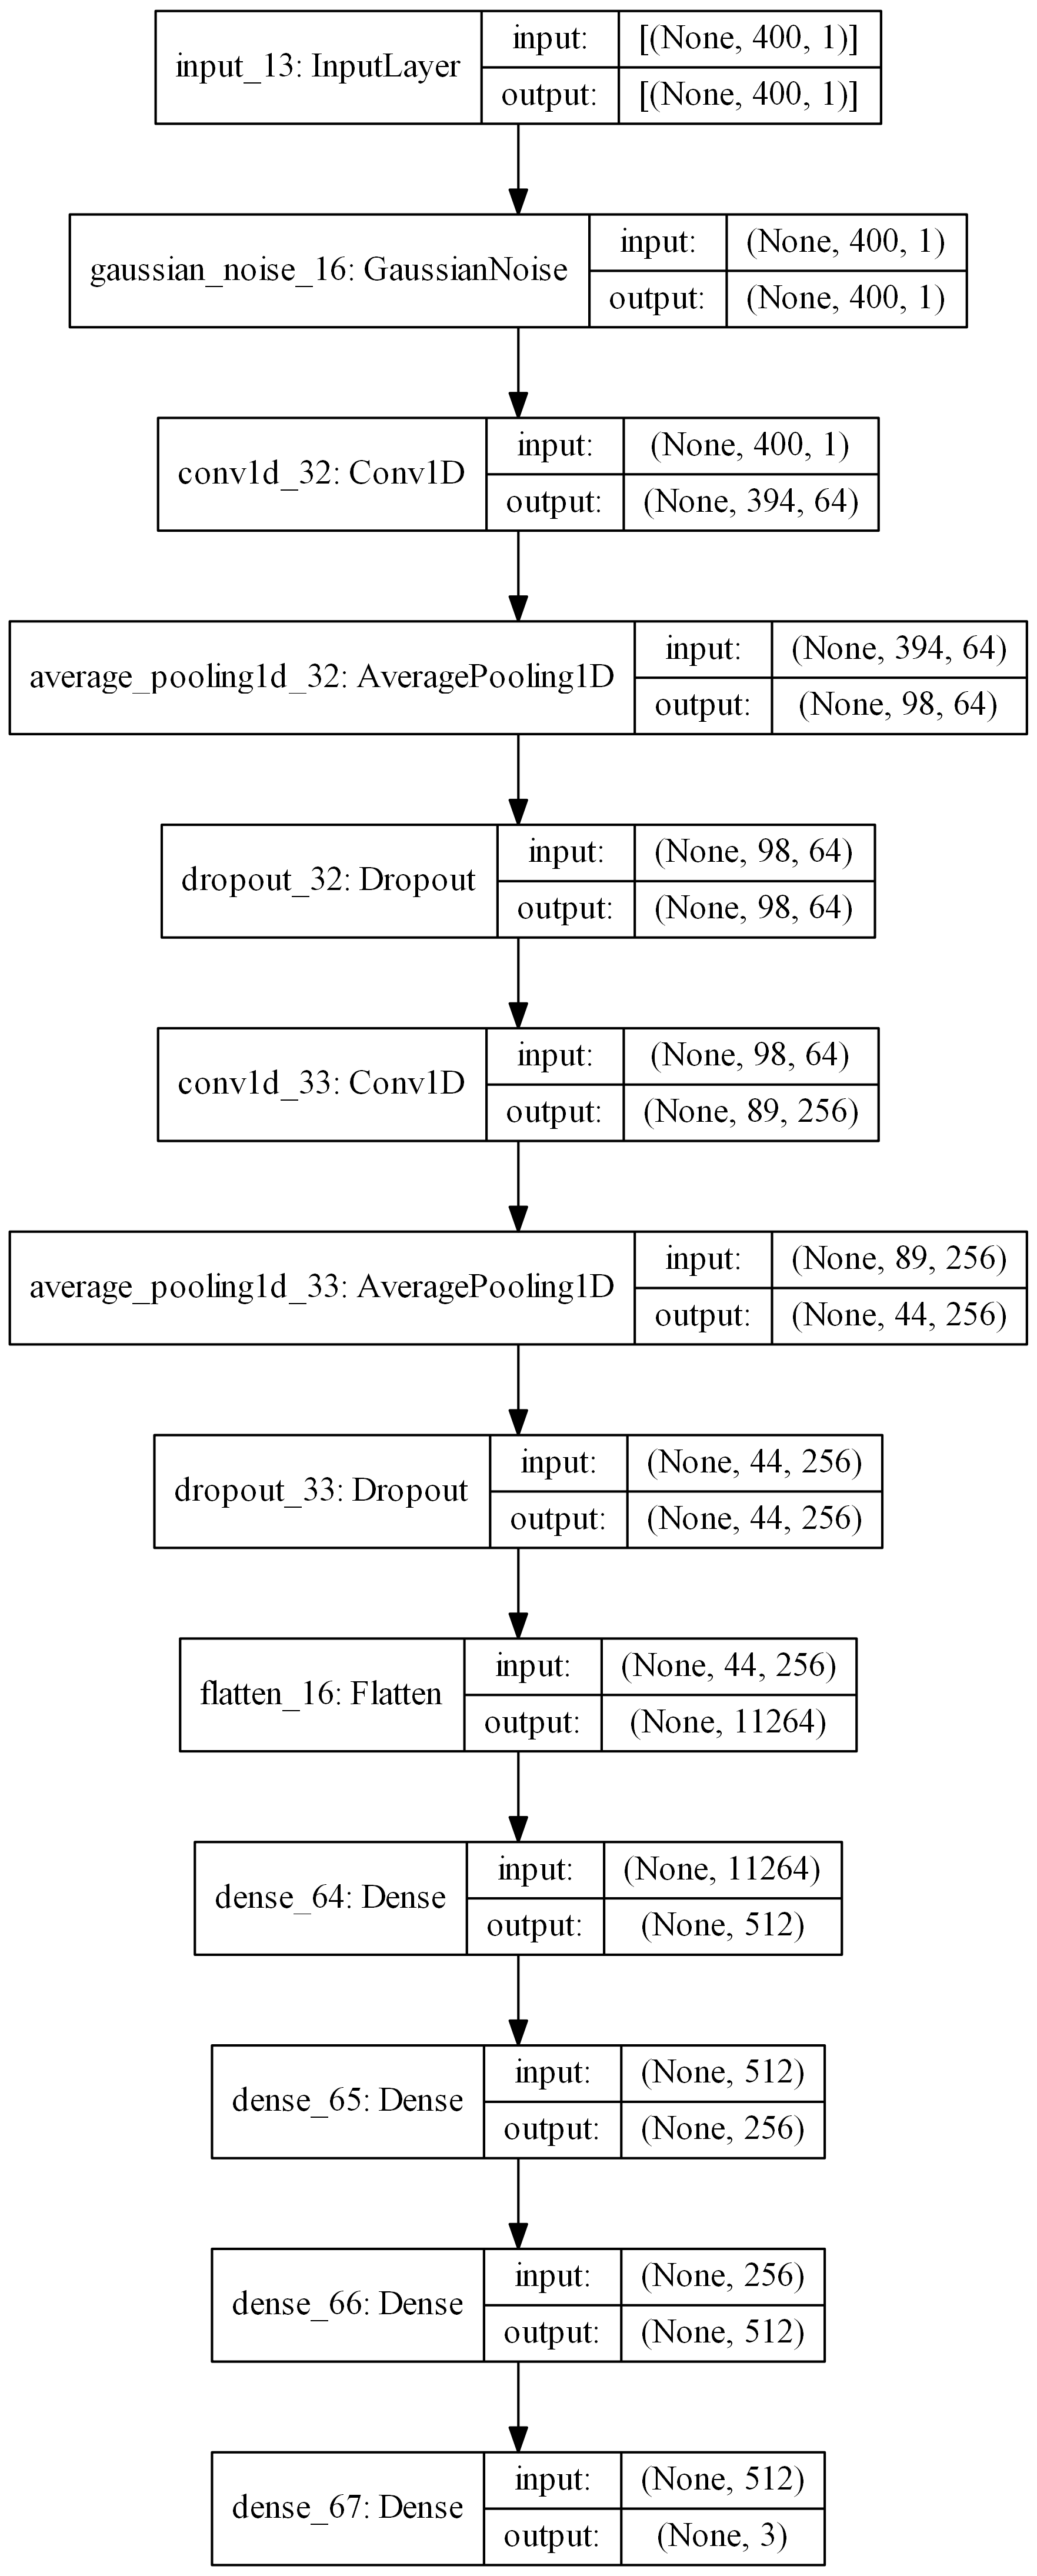 input_13: InputLayer
input:
[(None, 400, 1)]
output:
[(None, 400, 1)]
gaussian_noise_16: GaussianNoise
input:
(None, 400, 1)
output:
(None, 400, 1)
conv1d_32: Conv1D
input:
(None, 400, 1)
output:
(None, 394, 64)
average_pooling1d_32: AveragePooling1D
input:
(None, 394, 64)
output:
(None, 98, 64)
dropout_32: Dropout
input:
(None, 98, 64)
output:
(None, 98, 64)
conv1d_33: Conv1D
input:
(None, 98, 64)
output:
(None, 89, 256)
average_pooling1d_33: AveragePooling1D
input:
(None, 89, 256)
output:
(None, 44, 256)
dropout_33: Dropout
input:
(None, 44, 256)
output:
(None, 44, 256)
flatten_16: Flatten
input:
(None, 44, 256)
output:
(None, 11264)
dense_64: Dense
input:
(None, 11264)
output:
(None, 512)
dense_65: Dense
input:
(None, 512)
output:
(None, 256)
dense_66: Dense
input:
(None, 256)
output:
(None, 512)
dense_67: Dense
input:
(None, 512)
output:
(None, 3)